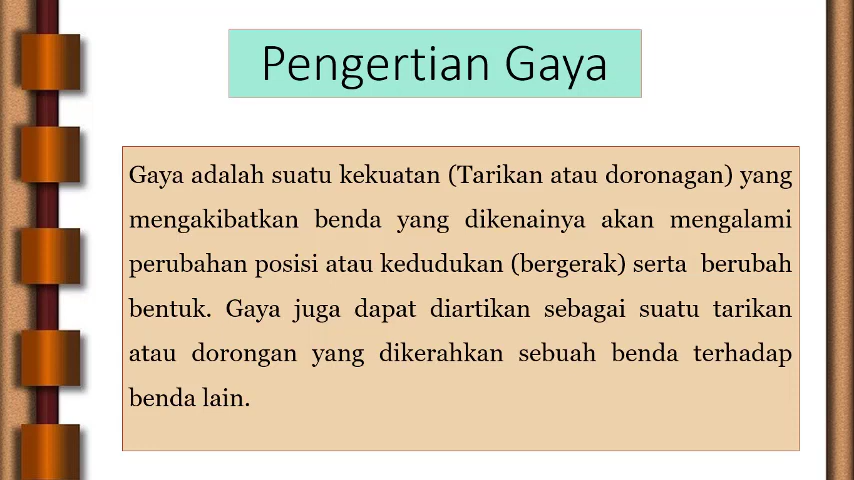 Pengertian Gaya
Gaya adalah suatu kekuatan (Tarikan atau doronagan) yang
mengakibatkan benda yang dikenainya akan mengalami
perubahan posisi atau kedudukan (bergerak) serta berubah
bentuk. Gaya juga dapat diartikan sebagai suatu tarikan
atau dorongan yang dikerahkan sebuah benda terhadap
benda lain.